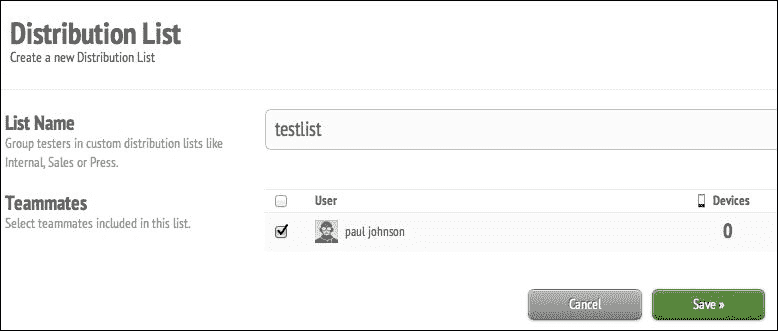 Distribution List
Create a new Distribution List
List Name
Group testers in custom distribution lists like
Internal, Sales or Press.
testlist
Teammates
Select teammates included in this list.
User Devices
paul johnson 0
Cancel Save »